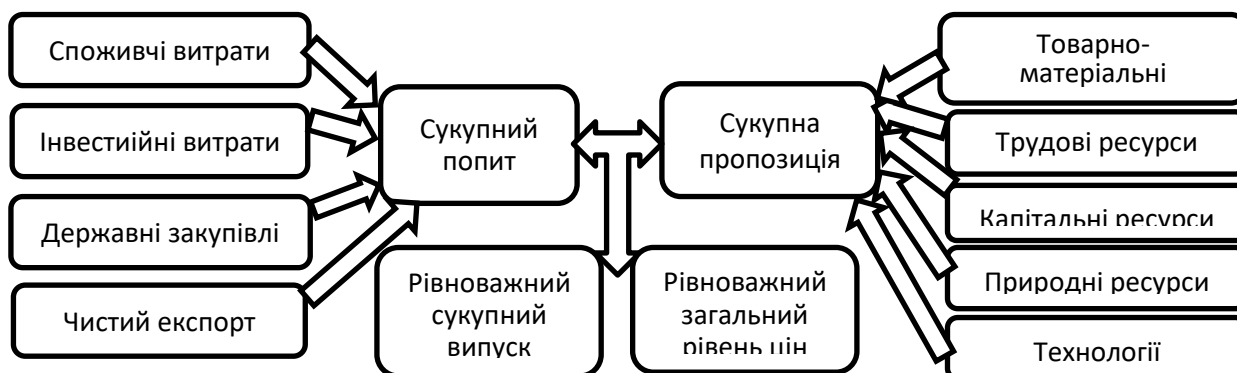 Споживчі витрати
Інвестиійні витрати
Державні закупівлі
Чистий експорт
Сукупний
попит
Рівноважний
сукупний
випуск
Сукупна
пропозиція
Рівноважний
загальний
рівень цін
Товарно-
матеріальні
Трудові ресурси
Капітальні ресурси
Природні ресурси
Технології